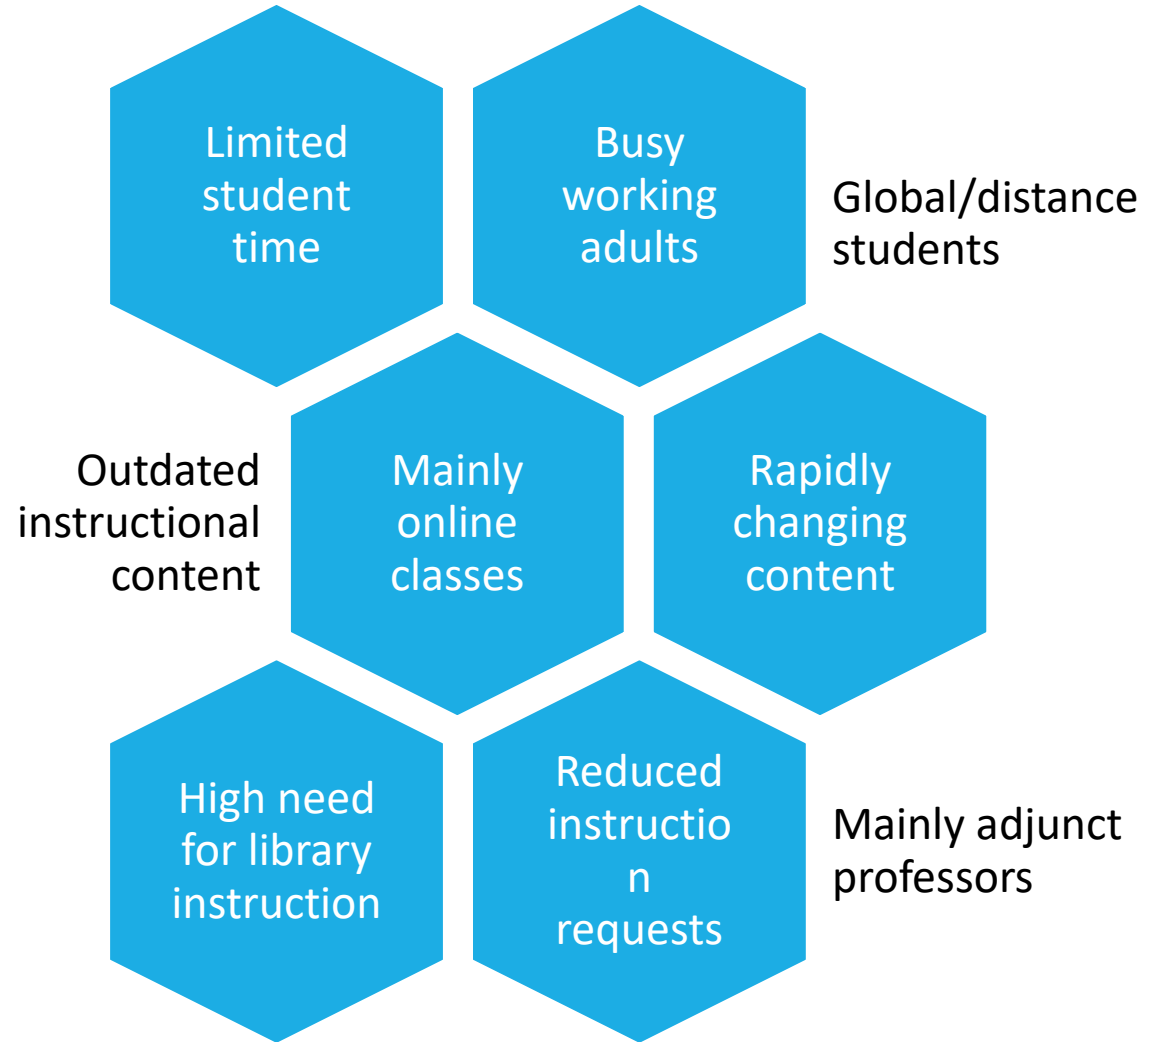 Limited
student
time
Busy
working
adults
Global/distance
students
Outdated
instructional
content
Mainly
online
classes
Rapidly
changing
content
High need
for library
instruction
Reduced
instructio
n
requests
Mainly adjunct
professors